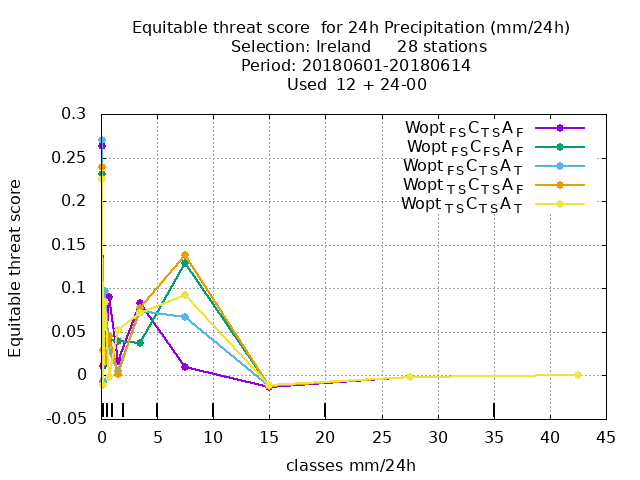 Equitable threat score for 24h Precipitation (mm/24h)
Selection: Ireland 28 stations
Period: 20180601-20180614
Used 12 + 24-00
Wopt FS C TS A F
Wopt FS C FS A F
Wopt FS C TS A T
Wopt TS C TS A F
Wopt TS C TS A T
Equitable threat score
0.3
0.25
0.2
0.15
0.1
0.05
0
-0.05
0 5 10 15 20 25 30 35 40 45
classes mm/24h